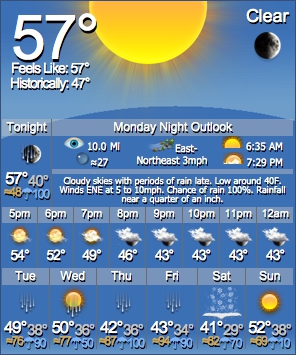 57°
Clear
Feels Like: 57°
Historically: 47°
Tonight
Monday Night Outlook
10.0 Mi
≈27
East-
Northeast 3mph
6:35 AM
7:29 PM
57° 40°
≈48 100
Cloudy skies with periods of rain late. Low around 40F.
Winds ENE at 5 to 10mph. Chance of rain 100%. Rainfall
near a quarter of an inch.
5pm 6pm 7pm 8pm 9pm 10pm 11pm 12am
54° 52° 49° 46° 43° 43° 43° 43°
Tue Wed Thu Fri Sat Sun
49° 38° 50° 36° 42° 36° 43° 34° 41° 29° 52° 38°
≈76 90 ≈77 50 ≈87 100 ≈94 90 ≈82 70 ≈69 10